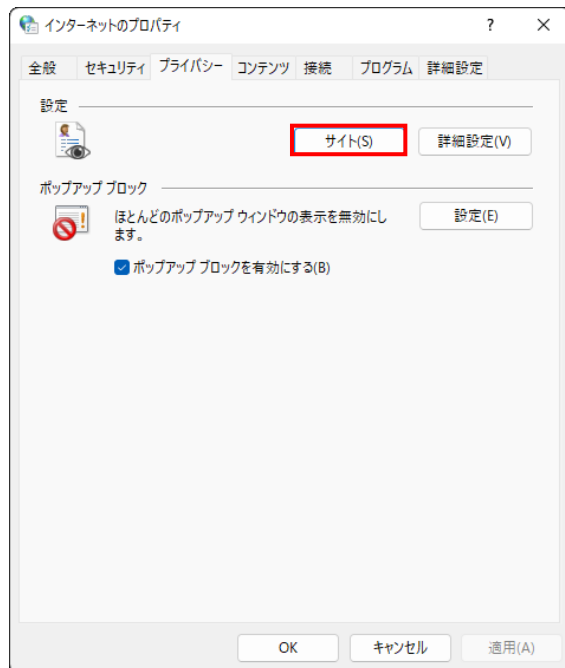 インターネットのプロパティ ?
全般 セキュリティ プライバシー コンテンツ 接続 プログラム 詳細設定
設定
サイト(S) 詳細設定(V)
ポップアップ ブロック
ほとんどのポップアップ ウィンドウの表示を無効にし
ます。
設定(E)
ポップアップ ブロックを有効にする(B)
OK キャンセル 適用(A)